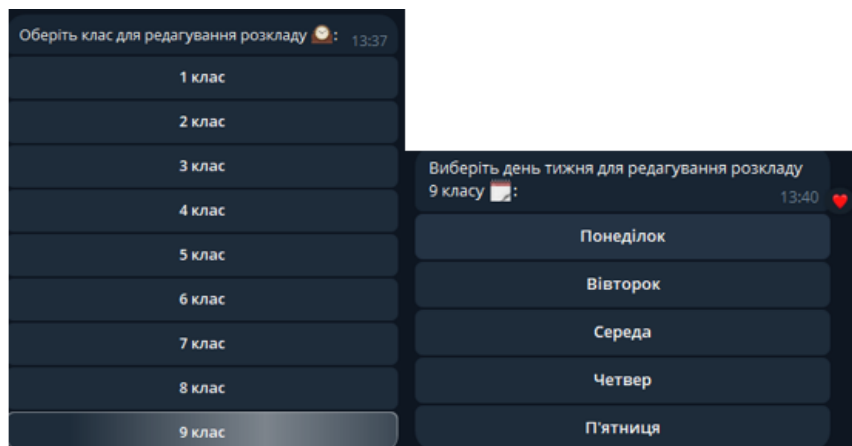 Оберіть клас для редагування розкладу 🕰️: 13:37
1 клас
2 клас
3 клас
4 клас
5 клас
6 клас
7 клас
8 клас
9 клас
Виберіть день тижня для редагування розкладу
9 класу 🗓️: 13:40
Понеділок
Вівторок
Середа
Четвер
П'ятниця